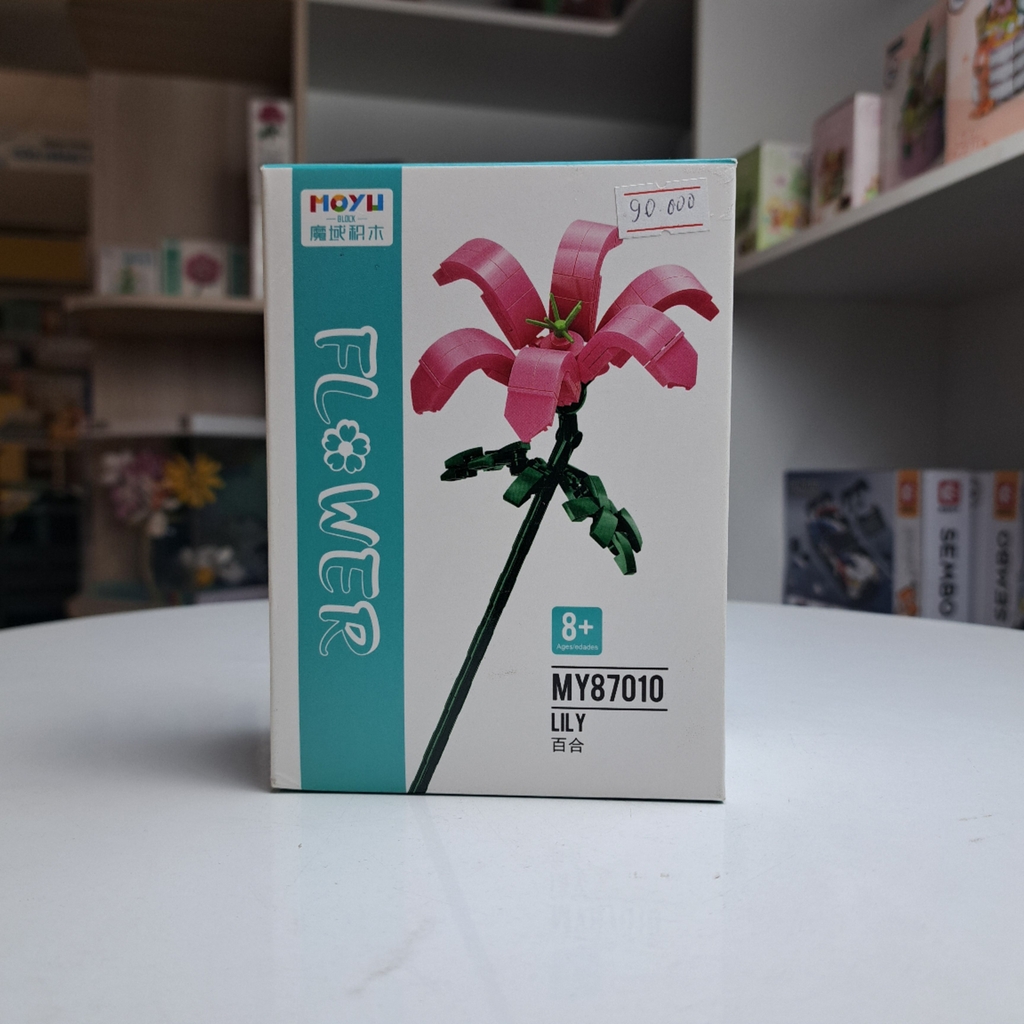 MOYU
BLOCK
魔域积木
FLOWER
90.000
8+
Ages/edades
MY87010
LILY
百合
SEMBO
SEMBO